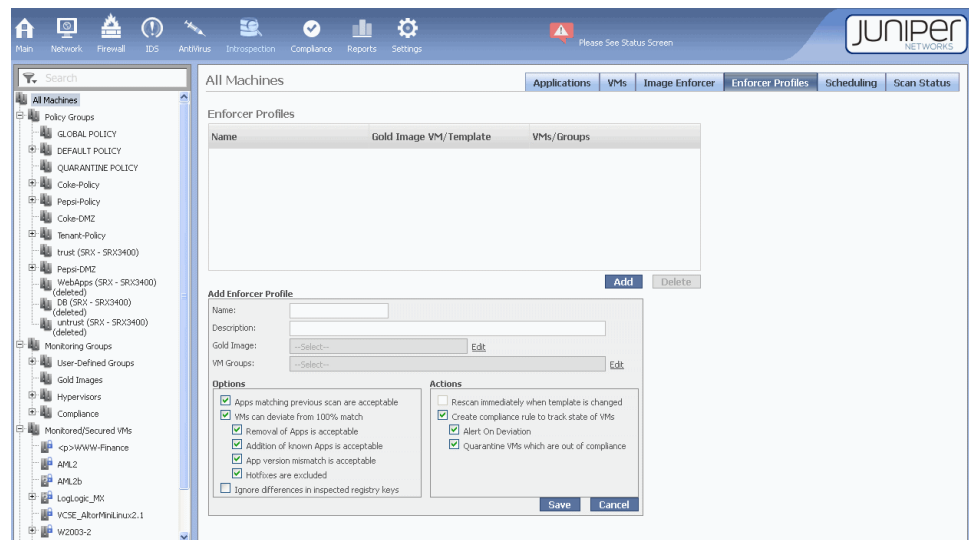 Main Network Firewall IDS AntiVirus Introspection Compliance Reports Settings
Please See Status Screen
JUNIPER
NETWORKS
Search
All Machines
Policy Groups
GLOBAL POLICY
DEFAULT POLICY
QUARANTINE POLICY
Coke-Policy
Pepsi-Policy
Coke-DMZ
Tenant-Policy
trust (SRX - SRX3400)
Pepsi-DMZ
WebApps (SRX - SRX3400)
(deleted)
DB (SRX - SRX3400)
(deleted)
untrust (SRX - SRX3400)
(deleted)
Monitoring Groups
User-Defined Groups
Gold Images
Hypervisors
Compliance
Monitored/Secured VMs
<p>WWW-Finance
AML2
AML2b
LogLogic_MX
VCSE_AltorMiniLinux2.1
W2003-2
All Machines
Applications VMs Image Enforcer Enforcer Profiles Scheduling Scan Status
Enforcer Profiles
Name Gold Image VM/Template VMs/Groups
Add Delete
Add Enforcer Profile
Name:
Description:
Gold Image: --Select-- Edit
VM Groups: --Select-- Edit
Options
Apps matching previous scan are acceptable
VMs can deviate from 100% match
Removal of Apps is acceptable
Addition of known Apps is acceptable
App version mismatch is acceptable
Hotfixes are excluded
Ignore differences in inspected registry keys
Actions
Rescan immediately when template is changed
Create compliance rule to track state of VMs
Alert On Deviation
Quarantine VMs which are out of compliance
Save Cancel